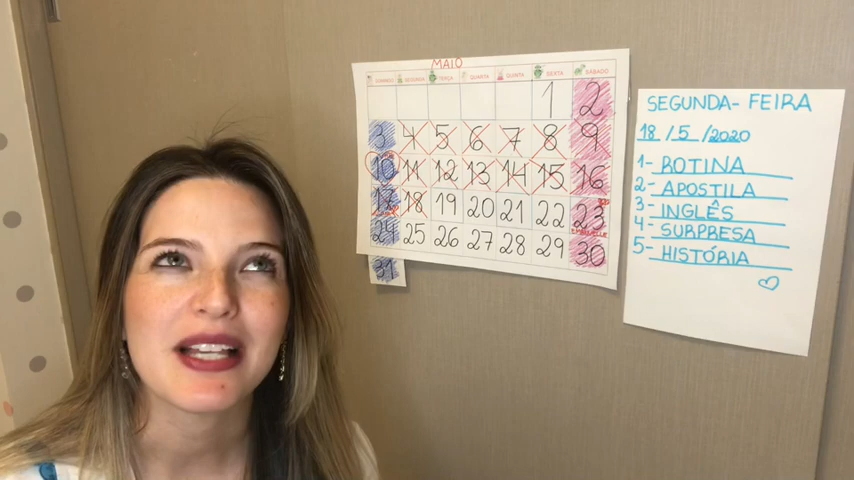 MAIO
DOMINGO SEGUNDA TERÇA QUARTA QUINTA SEXTA SÁBADO
1 2
3 4 5 6 7 8 9
10 11 12 13 14 15 16
17 18 19 20 21 22 23
24 25 26 27 28 29 30
31
SEGUNDA-FEIRA
18/5/2020
1- ROTINA
2- APOSTILA
3- INGLÊS
4- SURPRESA
5- HISTÓRIA